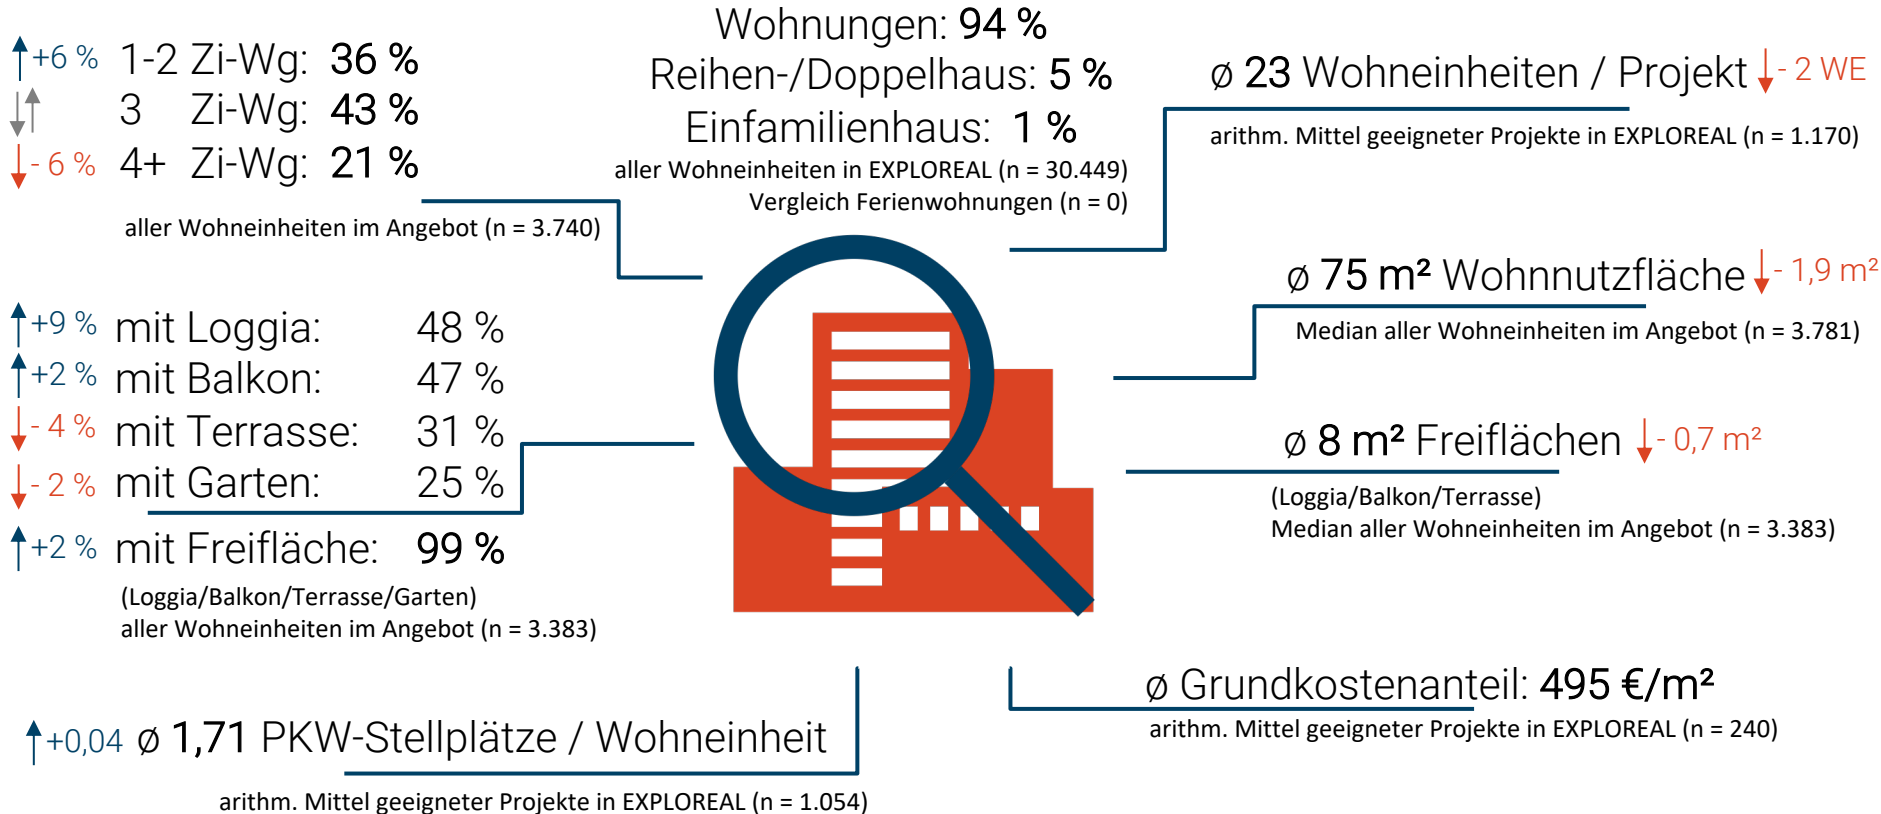 +6 % 1-2 Zi-Wg: 36 %
3 Zi-Wg: 43 %
- 6 % 4+ Zi-Wg: 21 %
aller Wohneinheiten im Angebot (n = 3.740)
Wohnungen: 94 %
Reihen-/Doppelhaus: 5 %
Einfamilienhaus: 1 %
aller Wohneinheiten in EXPLOREAL (n = 30.449)
Vergleich Ferienwohnungen (n = 0)
ø 23 Wohneinheiten / Projekt - 2 WE
arithm. Mittel geeigneter Projekte in EXPLOREAL (n = 1.170)
ø 75 m² Wohnnutzfläche - 1,9 m²
Median aller Wohneinheiten im Angebot (n = 3.781)
+9 % mit Loggia: 48 %
+2 % mit Balkon: 47 %
- 4 % mit Terrasse: 31 %
- 2 % mit Garten: 25 %
+2 % mit Freifläche: 99 %
(Loggia/Balkon/Terrasse/Garten)
aller Wohneinheiten im Angebot (n = 3.383)
ø 8 m² Freiflächen - 0,7 m²
(Loggia/Balkon/Terrasse)
Median aller Wohneinheiten im Angebot (n = 3.383)
ø Grundkostenanteil: 495 €/m²
arithm. Mittel geeigneter Projekte in EXPLOREAL (n = 240)
+0,04 ø 1,71 PKW-Stellplätze / Wohneinheit
arithm. Mittel geeigneter Projekte in EXPLOREAL (n = 1.054)